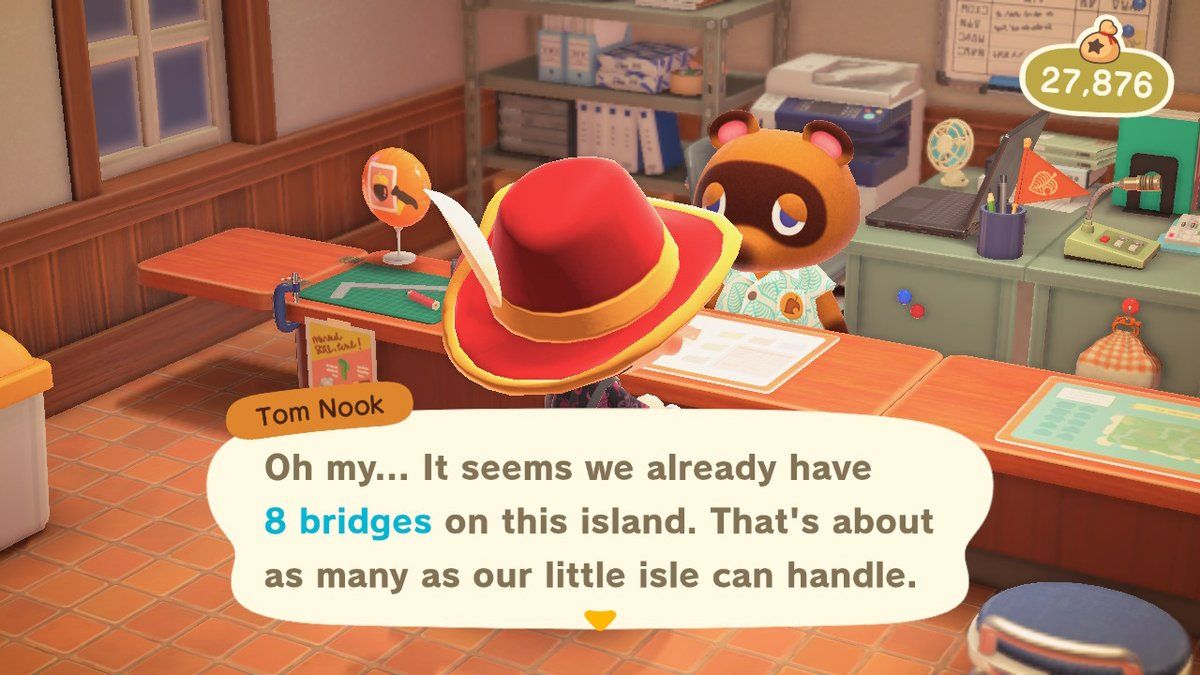 27,876
Tom Nook
Oh my... It seems we already have
8 bridges on this island. That's about
as many as our little isle can handle.